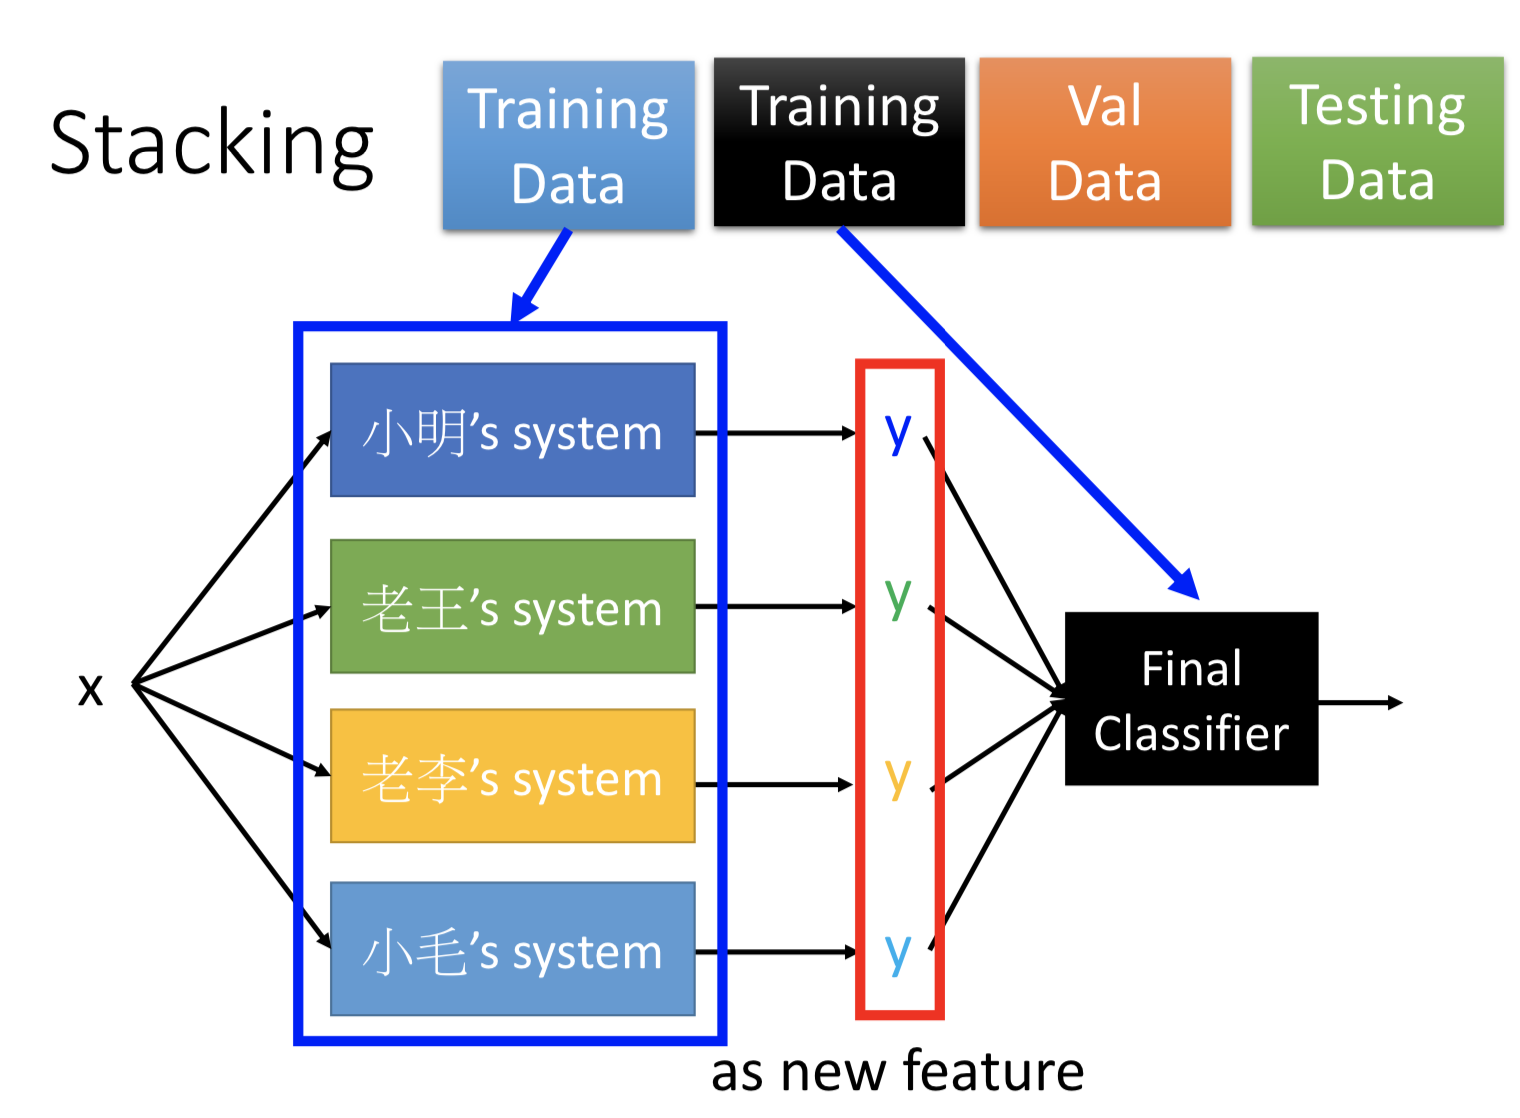 Stacking
Training
Data
Training
Data
Val
Data
Testing
Data
小明’s system
y
老王’s system
y
x
Final
Classifier
老李’s system
y
小毛’s system
y
as new feature